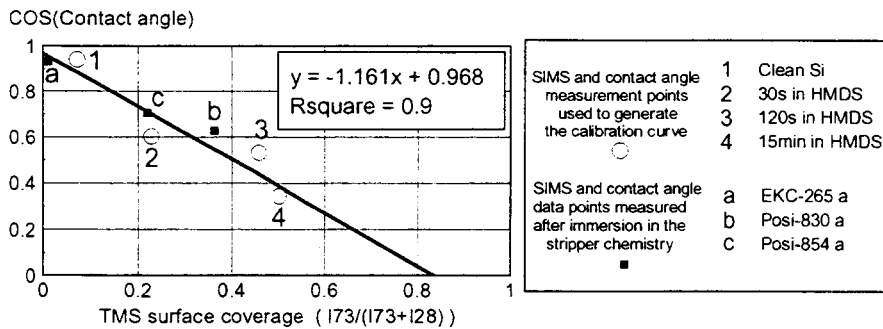 COS(Contact angle)
1
0.8
0.6
0.4
0.2
0
0
0.2
0.4
0.6
0.8
1
a
1
c
b
2
3
4
y = -1.161x + 0.968
Rsquare = 0.9
TMS surface coverage ( I73/(I73+I28) )
SIMS and contact angle
measurement points
used to generate
the calibration curve
1 Clean Si
2 30s in HMDS
3 120s in HMDS
4 15min in HMDS
SIMS and contact angle
data points measured
after immersion in the
stripper chemistry
a EKC-265 a
b Posi-830 a
c Posi-854 a